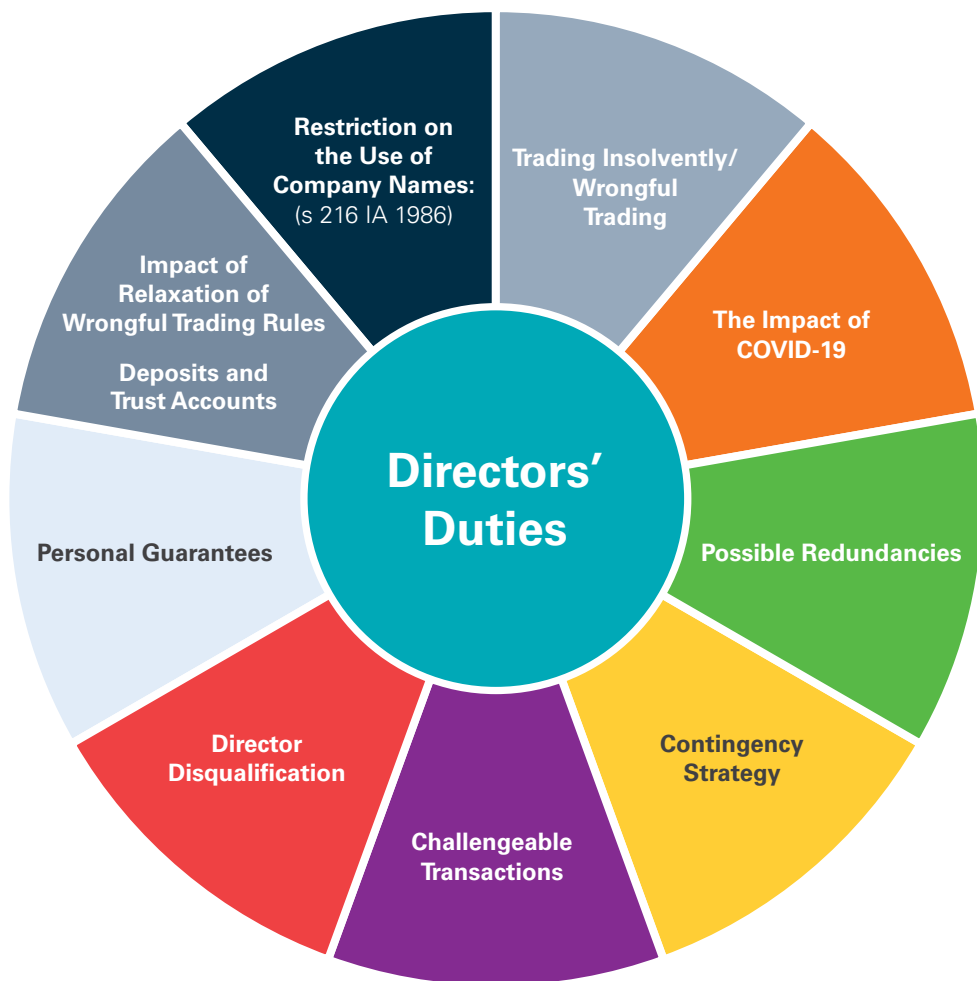 Directors’
Duties
Trading Insolvently/
Wrongful
Trading
The Impact of
COVID-19
Possible Redundancies
Contingency
Strategy
Challengeable
Transactions
Director
Disqualification
Personal Guarantees
Impact of
Relaxation of
Wrongful Trading Rules
Deposits and
Trust Accounts
Restriction on
the Use of
Company Names:
(s 216 IA 1986)